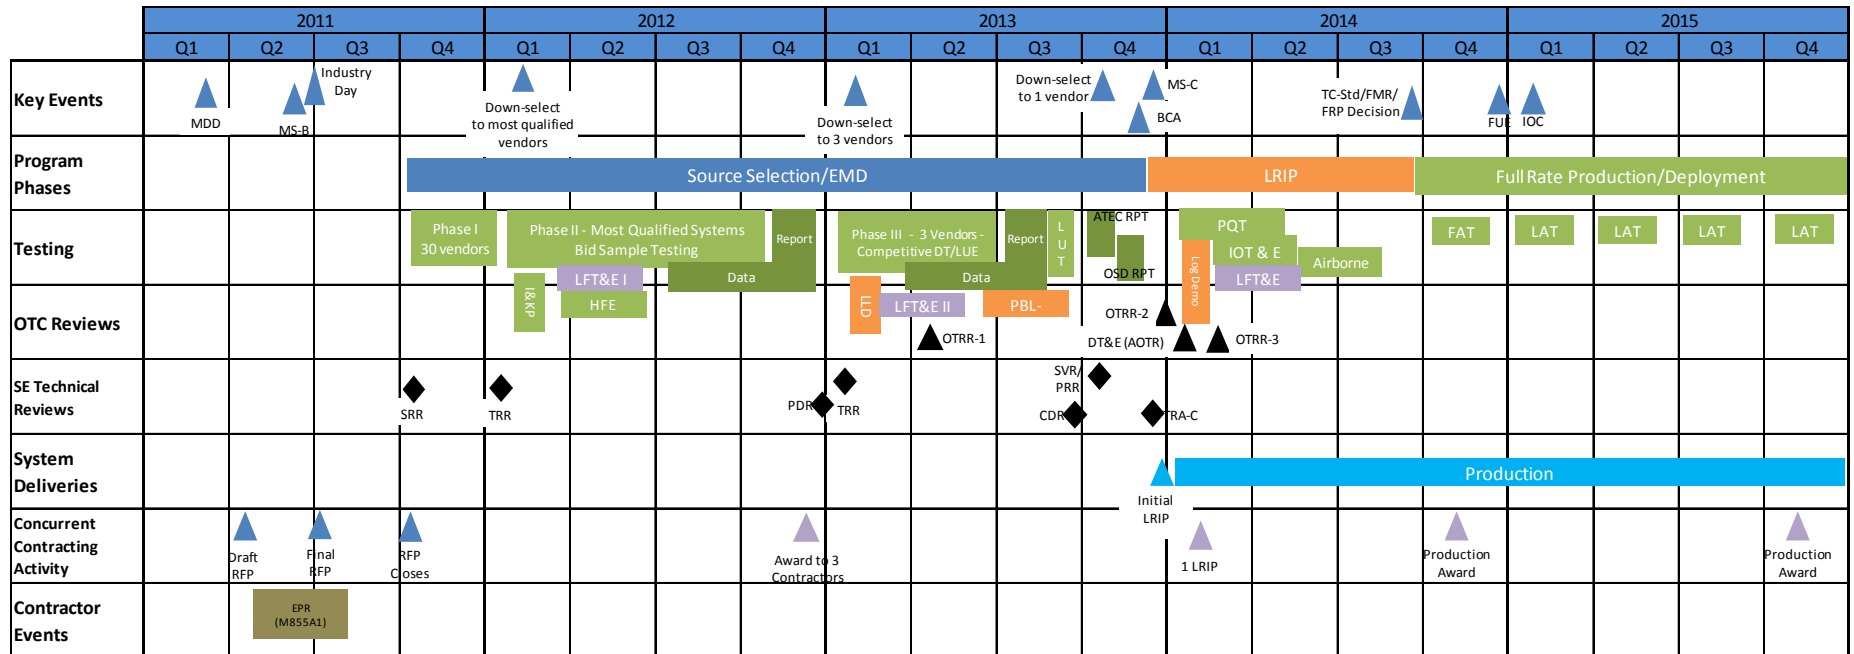 2011
2012
2013
2014
2015
Q1
Q2
Q3
Q4
Q1
Q2
Q3
Q4
Q1
Q2
Q3
Q4
Q1
Q2
Q3
Q4
Q1
Q2
Q3
Q4
Key Events
MDD
MS-B
Industry
Day
Down-select
to most qualified
vendors
Down-select
to 3 vendors
Down-select
to 1 vendor
MS-C
BCA
TC-Std/FMR/
FRP Decision
FUE
IOC
Program
Phases
Source Selection/EMD
LRIP
Full Rate Production/Deployment
Testing
Phase I
30 vendors
Phase II - Most Qualified Systems
Bid Sample Testing
Report
Phase III - 3 Vendors -
Competitive DT/LUE
Report
L
U
T
ATEC RPT
OSD RPT
PQT
IOT & E
Airborne
FAT
LAT
LAT
LAT
LAT
I&KP
LFT&E I
Data
LLD
Data
Log Demo
LFT&E
OTC Reviews
HFE
LFT&E II
PBL-
OTRR-1
OTRR-2
DT&E (AOTR)
OTRR-3
SE Technical
Reviews
SRR
TRR
PDR
TRR
SVR/
PRR
CDR
TRA-C
System
Deliveries
Initial
LRIP
Production
Concurrent
Contracting
Activity
Draft
RFP
Final
RFP
RFP
Closes
Award to 3
Contractors
1 LRIP
Production
Award
Production
Award
Contractor
Events
EPR
(M855A1)